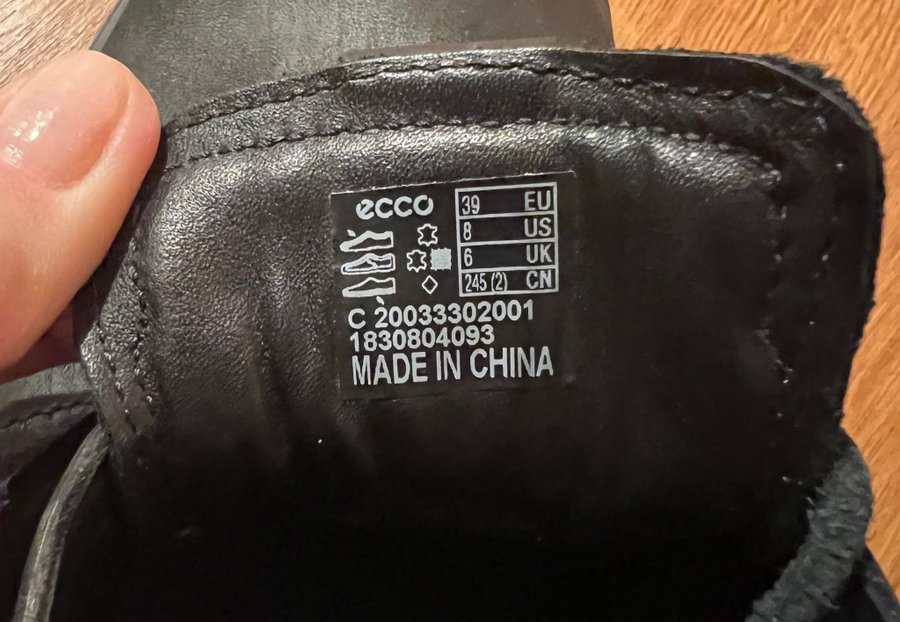 ecco
39 EU
8 US
6 UK
245 (2) CN
C 20033302001
1830804093
MADE IN CHINA